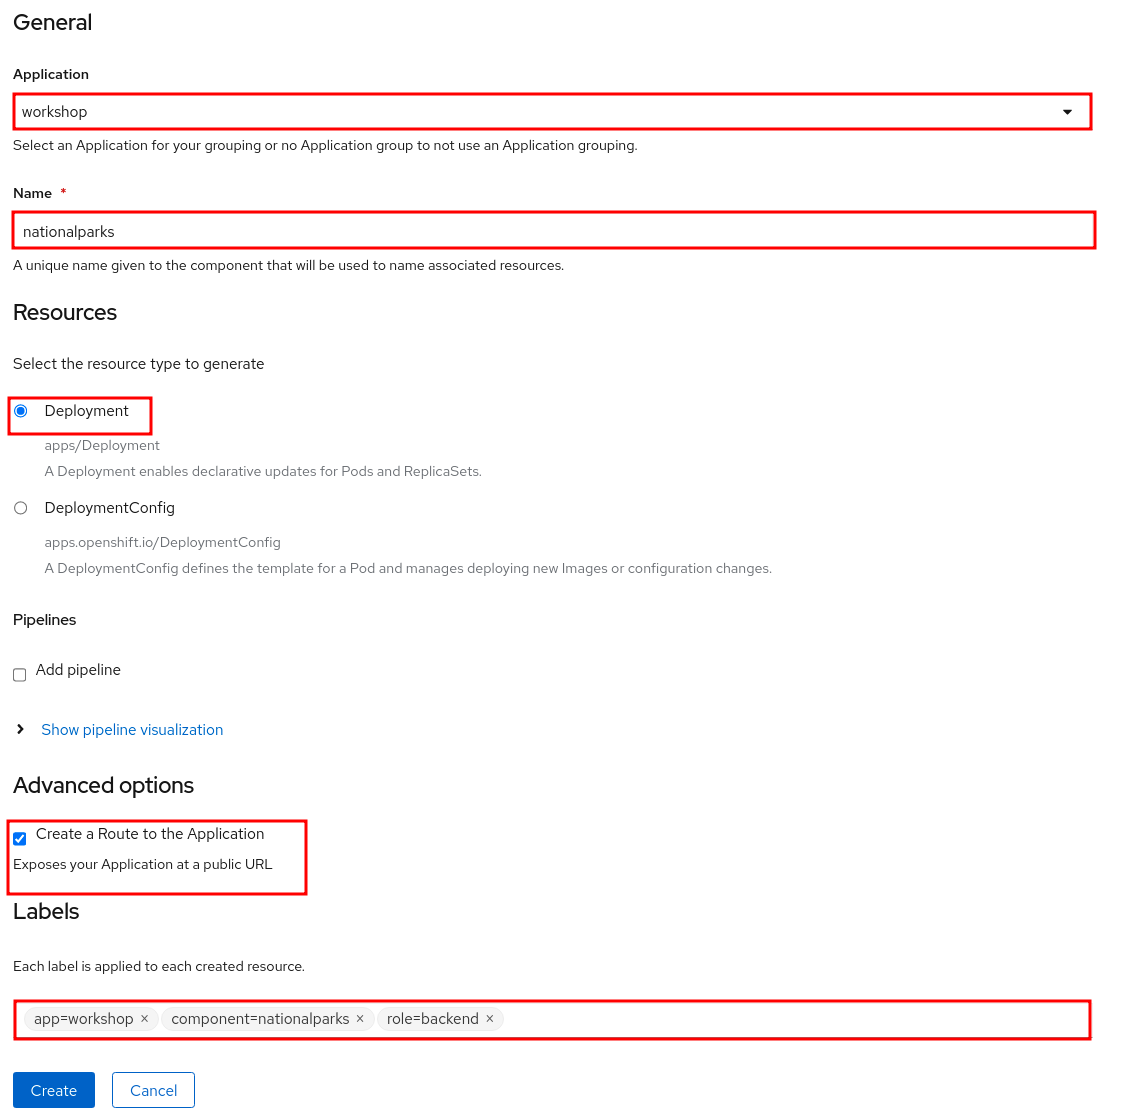 General
Application
workshop
Select an Application for your grouping or no Application group to not use an Application grouping.
Name *
nationalparks
A unique name given to the component that will be used to name associated resources.
Resources
Select the resource type to generate
Deployment
apps/Deployment
A Deployment enables declarative updates for Pods and ReplicaSets.
DeploymentConfig
apps.openshift.io/DeploymentConfig
A DeploymentConfig defines the template for a Pod and manages deploying new Images or configuration changes.
Pipelines
Add pipeline
Show pipeline visualization
Advanced options
Create a Route to the Application
Exposes your Application at a public URL
Labels
Each label is applied to each created resource.
app=workshop × component=nationalparks × role=backend ×
Create Cancel